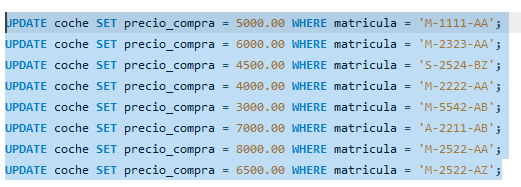 UPDATE coche SET precio_compra = 5000.00 WHERE matricula = 'M-1111-AA';
UPDATE coche SET precio_compra = 6000.00 WHERE matricula = 'M-2323-AA';
UPDATE coche SET precio_compra = 4500.00 WHERE matricula = 'S-2524-BZ';
UPDATE coche SET precio_compra = 4000.00 WHERE matricula = 'M-2222-AA';
UPDATE coche SET precio_compra = 3000.00 WHERE matricula = 'M-5542-AB';
UPDATE coche SET precio_compra = 7000.00 WHERE matricula = 'A-2211-AB';
UPDATE coche SET precio_compra = 8000.00 WHERE matricula = 'M-2522-AA';
UPDATE coche SET precio_compra = 6500.00 WHERE matricula = 'M-2522-AZ';